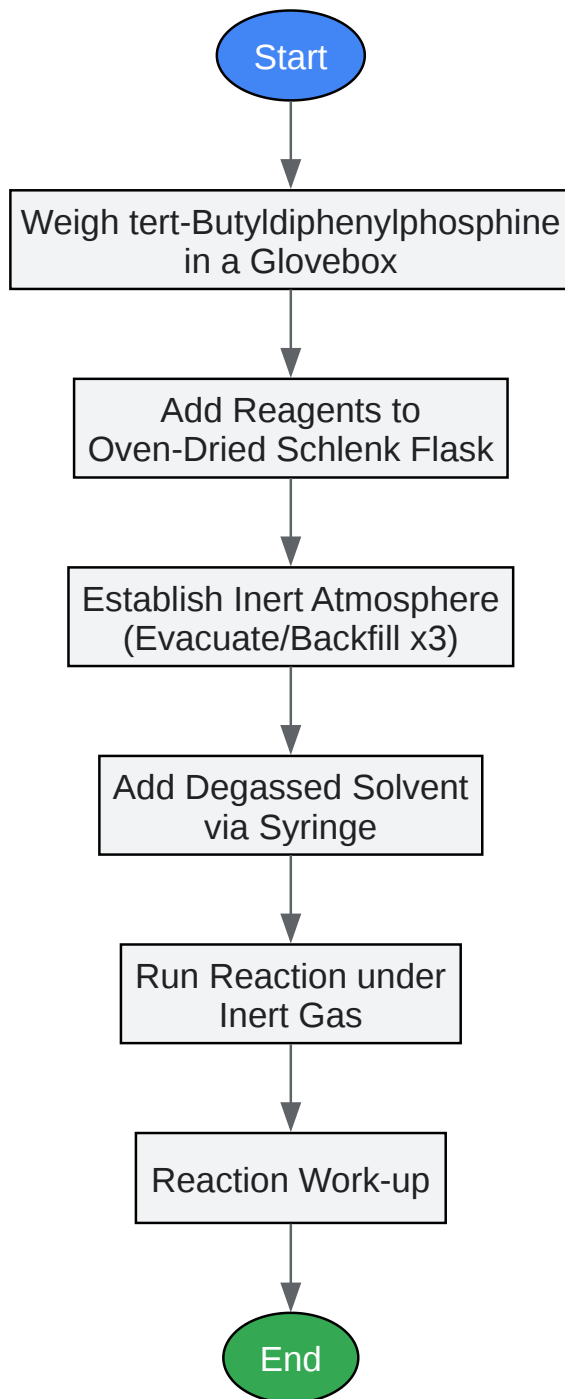 Start
Weigh tert-Butyldiphenylphosphine
in a Glovebox
Add Reagents to
Oven-Dried Schlenk Flask
Establish Inert Atmosphere
(Evacuate/Backfill x3)
Add Degassed Solvent
via Syringe
Run Reaction under
Inert Gas
Reaction Work-up
End